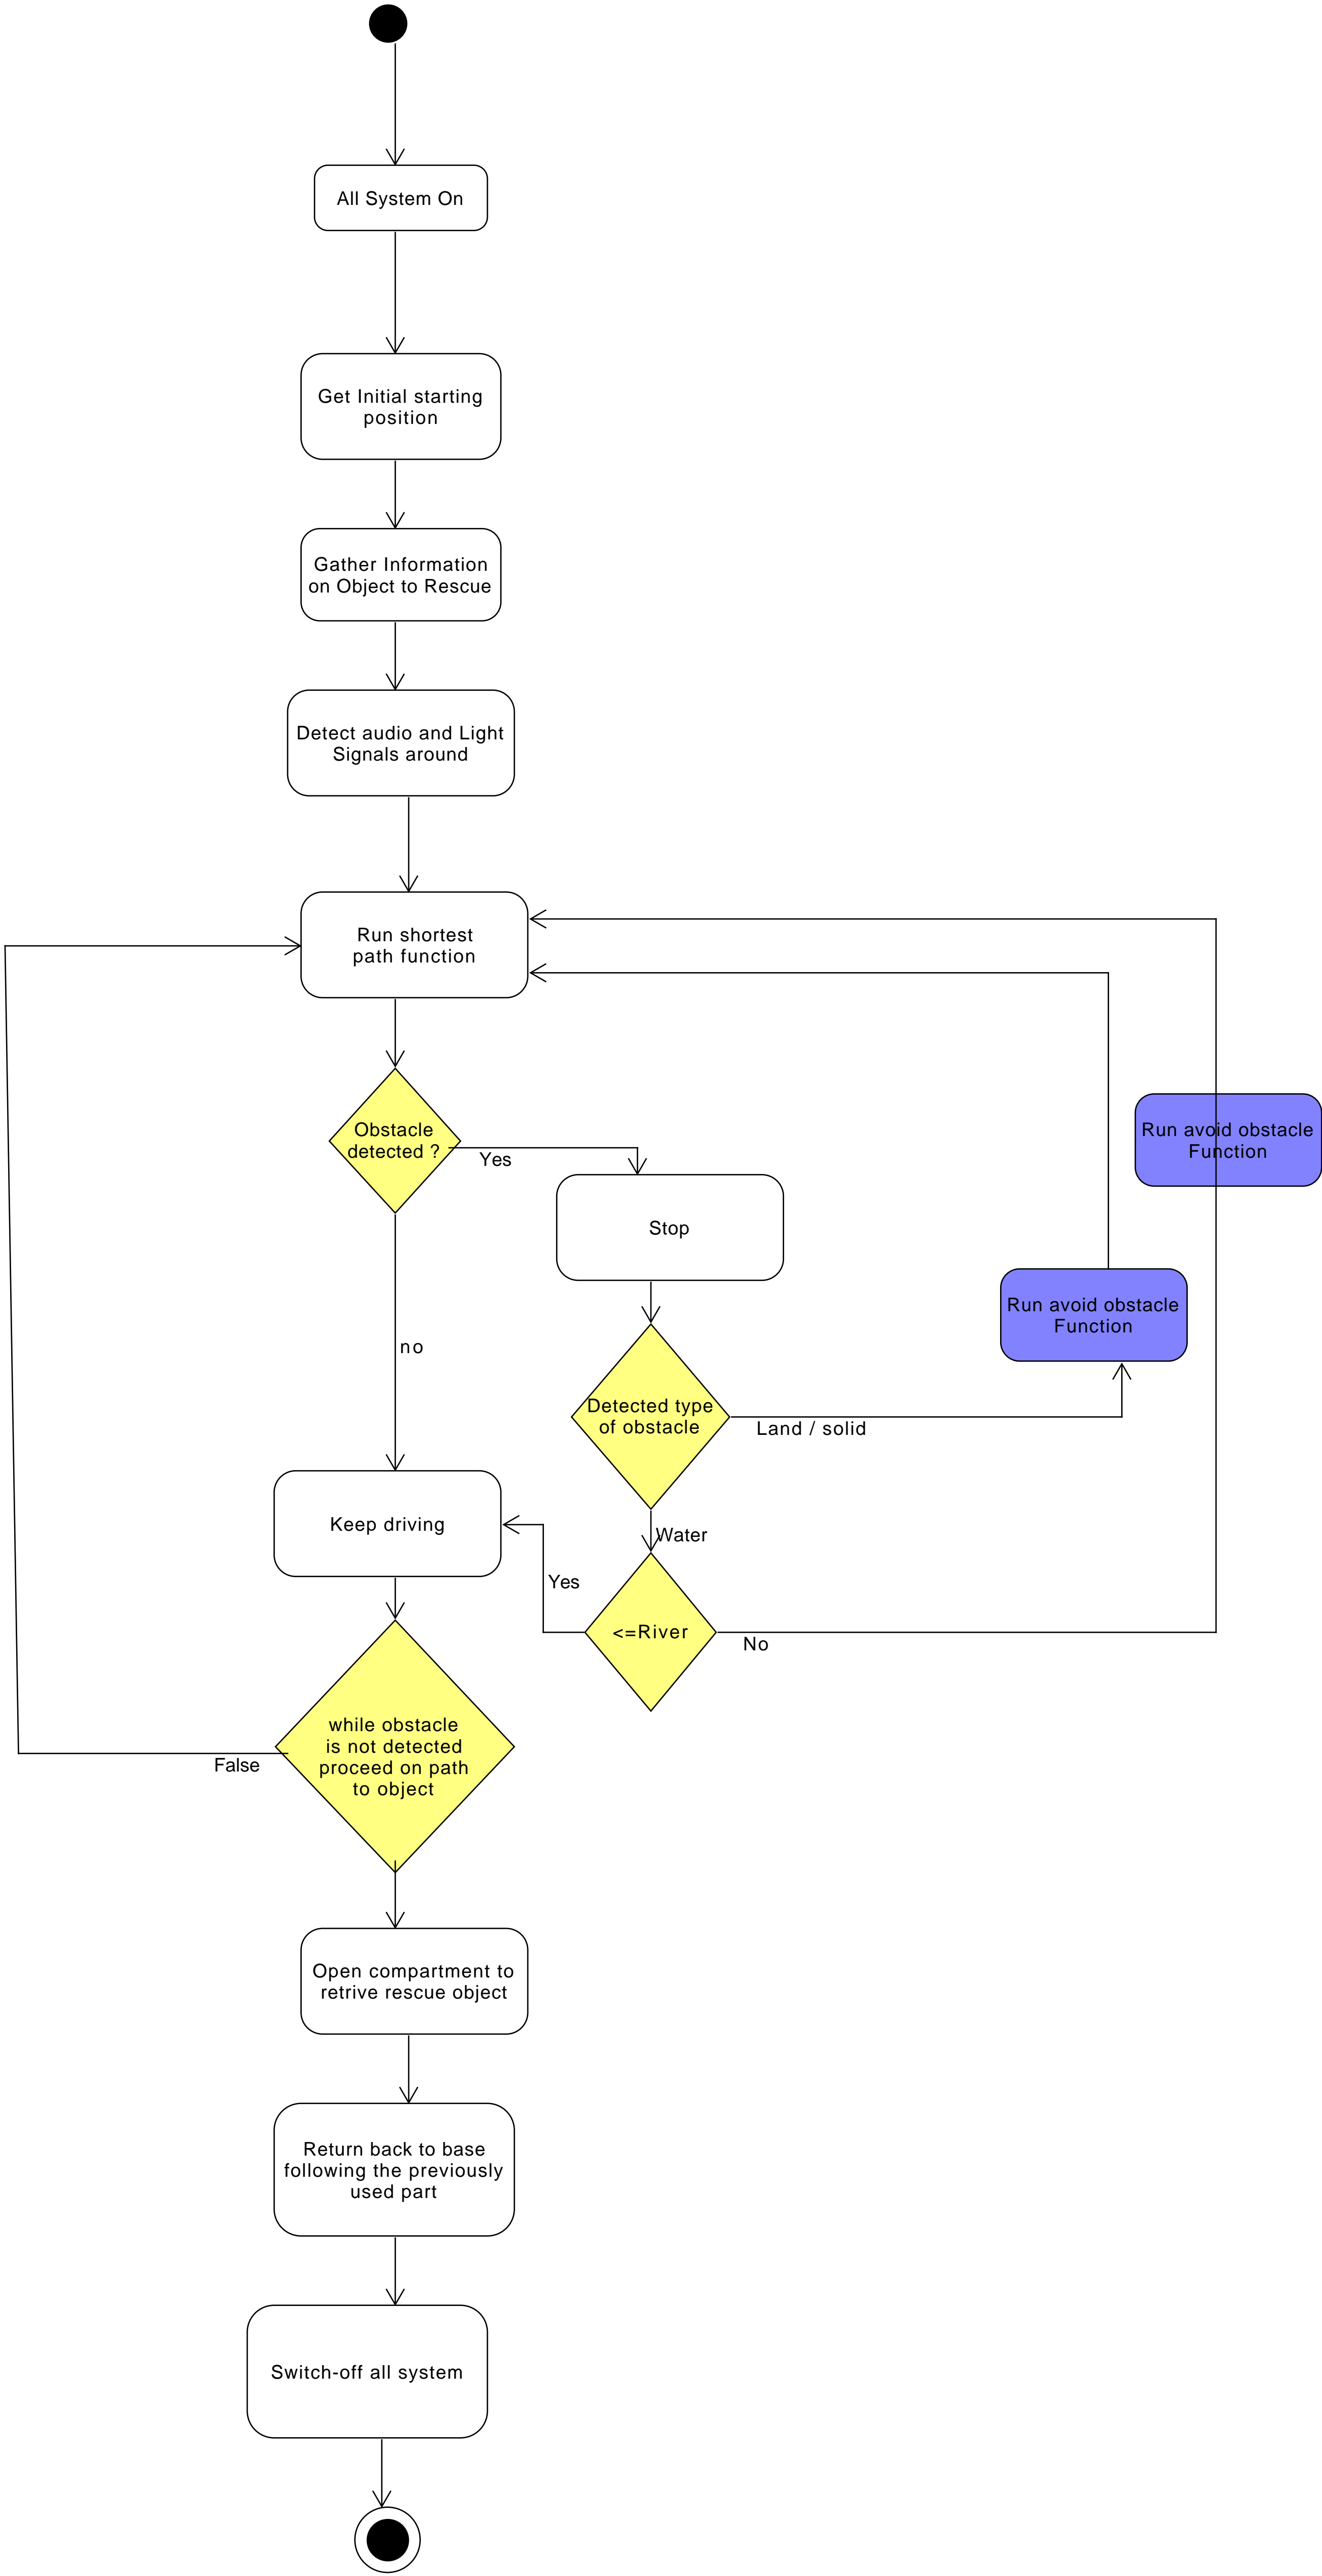 All System On
Get Initial starting
position
Gather Information
on Object to Rescue
Detect audio and Light
Signals around
Run shortest
path function
Obstacle
detected ?
Yes
Run avoid obstacle
Function
Stop
Run avoid obstacle
Function
no
Detected type
of obstacle
Land / solid
Keep driving
Water
Yes
<=River
No
while obstacle
is not detected
proceed on path
to object
False
Open compartment to
retrive rescue object
Return back to base
following the previously
used part
Switch-off all system